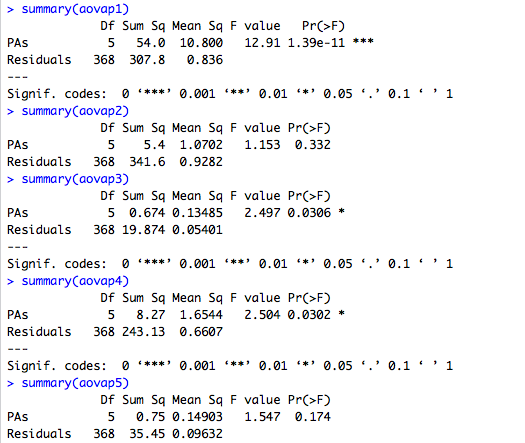 > summary(aovap1)
             Df Sum Sq Mean Sq F value   Pr(>F)
PAs           5   54.0  10.800   12.91 1.39e-11 ***
Residuals   368  307.8   0.836
---
Signif. codes:  0 ‘***’ 0.001 ‘**’ 0.01 ‘*’ 0.05 ‘.’ 0.1 ‘ ’ 1
> summary(aovap2)
             Df Sum Sq Mean Sq F value Pr(>F)
PAs           5    5.4  1.0702   1.153  0.332
Residuals   368  341.6  0.9282
> summary(aovap3)
             Df Sum Sq Mean Sq F value Pr(>F)
PAs           5  0.674 0.13485   2.497 0.0306 *
Residuals   368 19.874 0.05401
---
Signif. codes:  0 ‘***’ 0.001 ‘**’ 0.01 ‘*’ 0.05 ‘.’ 0.1 ‘ ’ 1
> summary(aovap4)
             Df Sum Sq Mean Sq F value Pr(>F)
PAs           5   8.27  1.6544   2.504 0.0302 *
Residuals   368 243.13  0.6607
---
Signif. codes:  0 ‘***’ 0.001 ‘**’ 0.01 ‘*’ 0.05 ‘.’ 0.1 ‘ ’ 1
> summary(aovap5)
             Df Sum Sq Mean Sq F value Pr(>F)
PAs           5   0.75 0.14903   1.547  0.174
Residuals   368  35.45 0.09632